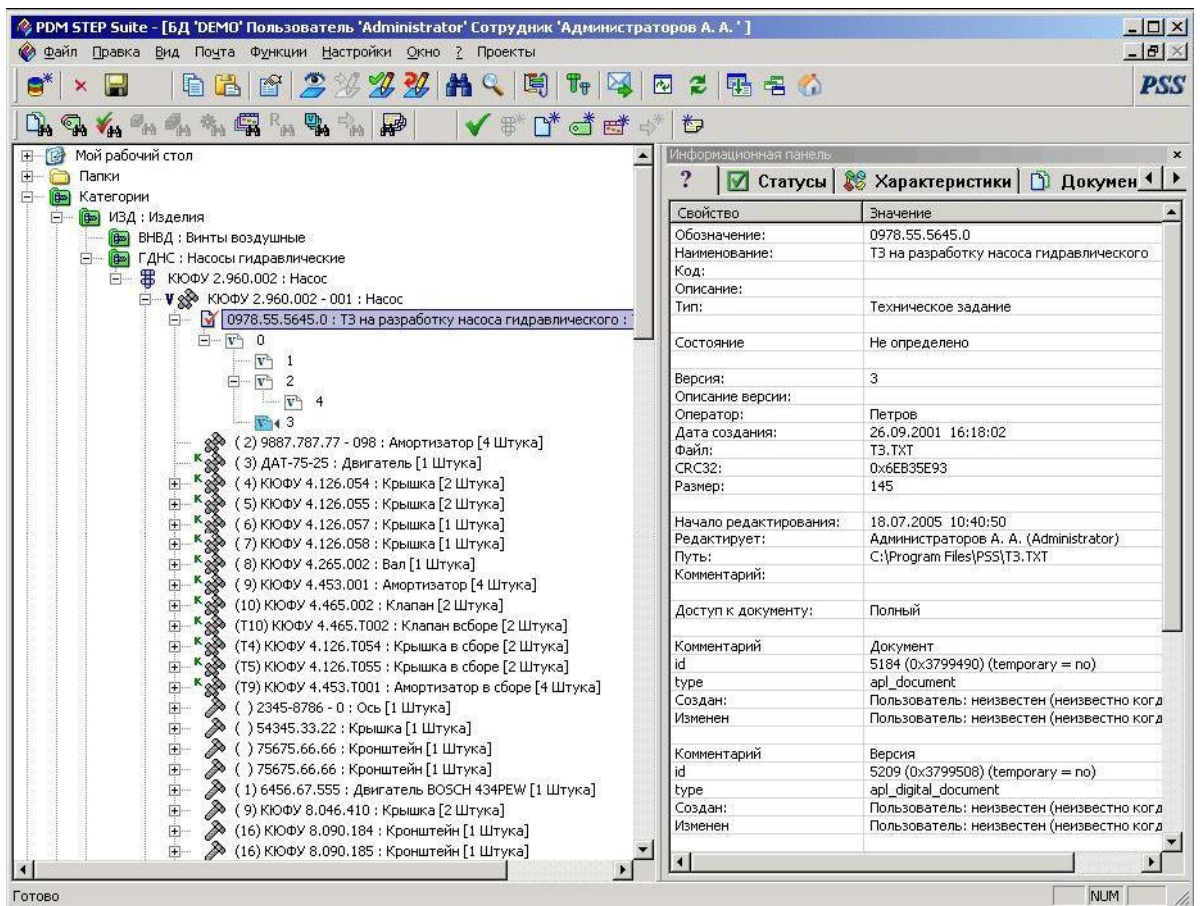 PDM STEP Suite - [БД 'DEMO' Пользователь 'Administrator' Сотрудник 'Администраторов А. А. ' ]
Файл Правка Вид Почта Функции Настройки Окно ? Проекты
PSS
Мой рабочий стол
Папки
Категории
ИЗД : Изделия
ВНВД : Винты воздушные
ГДНС : Насосы гидравлические
КЮФУ 2.960.002 : Насос
КЮФУ 2.960.002 - 001 : Насос
0978.55.5645.0 : ТЗ на разработку насоса гидравлического :
0
1
2
4
3
( 2) 9887.787.77 - 098 : Амортизатор [4 Штука]
( 3) ДАТ-75-25 : Двигатель [1 Штука]
( 4) КЮФУ 4.126.054 : Крышка [2 Штука]
( 5) КЮФУ 4.126.055 : Крышка [2 Штука]
( 6) КЮФУ 4.126.057 : Крышка [1 Штука]
( 7) КЮФУ 4.126.058 : Крышка [1 Штука]
( 8) КЮФУ 4.265.002 : Вал [1 Штука]
( 9) КЮФУ 4.453.001 : Амортизатор [4 Штука]
(10) КЮФУ 4.465.002 : Клапан [2 Штука]
(Т10) КЮФУ 4.465.Т002 : Клапан всборе [2 Штука]
(Т4) КЮФУ 4.126.Т054 : Крышка в сборе [2 Штука]
(Т5) КЮФУ 4.126.Т055 : Крышка в сборе [2 Штука]
(Т9) КЮФУ 4.453.Т001 : Амортизатор в сборе [4 Штука]
( ) 2345-8786 - 0 : Ось [1 Штука]
( ) 54345.33.22 : Крышка [1 Штука]
( ) 75675.66.66 : Кронштейн [1 Штука]
( ) 75675.66.66 : Кронштейн [1 Штука]
( 1) 6456.67.555 : Двигатель BOSCH 434PEW [1 Штука]
( 9) КЮФУ 8.046.410 : Крышка [2 Штука]
(16) КЮФУ 8.090.184 : Кронштейн [1 Штука]
(16) КЮФУ 8.090.185 : Кронштейн [1 Штука]
Информационная панель
? Статусы Характеристики Докумен
Свойство Значение
Обозначение: 0978.55.5645.0
Наименование: ТЗ на разработку насоса гидравлического
Код:
Описание:
Тип: Техническое задание
Состояние Не определено
Версия: 3
Описание версии:
Оператор: Петров
Дата создания: 26.09.2001 16:18:02
Файл: ТЗ.TXT
CRC32: 0x6EB35E93
Размер: 145
Начало редактирования: 18.07.2005 10:40:50
Редактирует: Администраторов А. А. (Administrator)
Путь: C:\Program Files\PSS\ТЗ.TXT
Комментарий:
Доступ к документу: Полный
Комментарий Документ
id 5184 (0x3799490) (temporary = no)
type apl_document
Создан: Пользователь: неизвестен (неизвестно когд
Изменен Пользователь: неизвестен (неизвестно когд
Комментарий Версия
id 5209 (0x3799508) (temporary = no)
type apl_digital_document
Создан: Пользователь: неизвестен (неизвестно когд
Изменен Пользователь: неизвестен (неизвестно когд
Готово
NUM